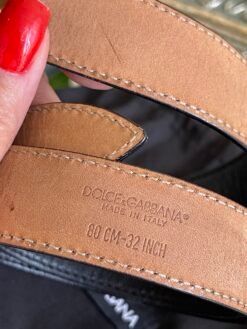 DOLCE&GABBANA®
MADE IN ITALY
80 CM-32 INCH